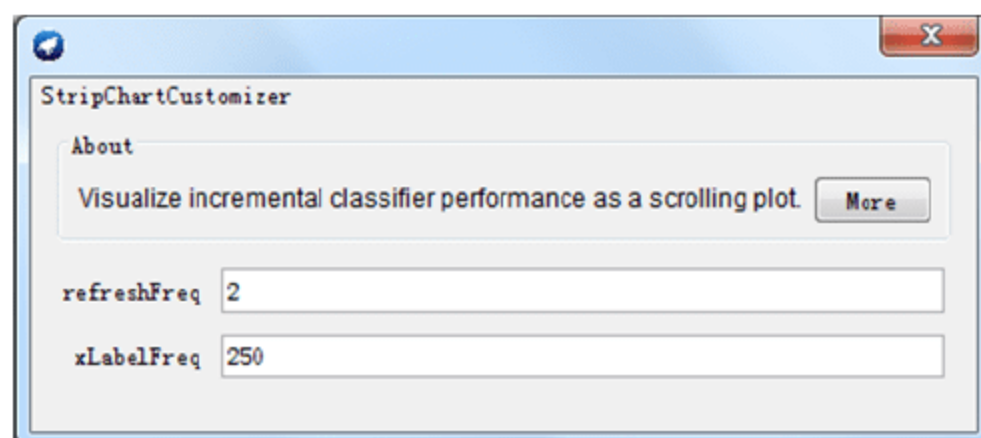 StripChartCustomizer
About
Visualize incremental classifier performance as a scrolling plot. More
refreshFreq 2
xLabelFreq 250